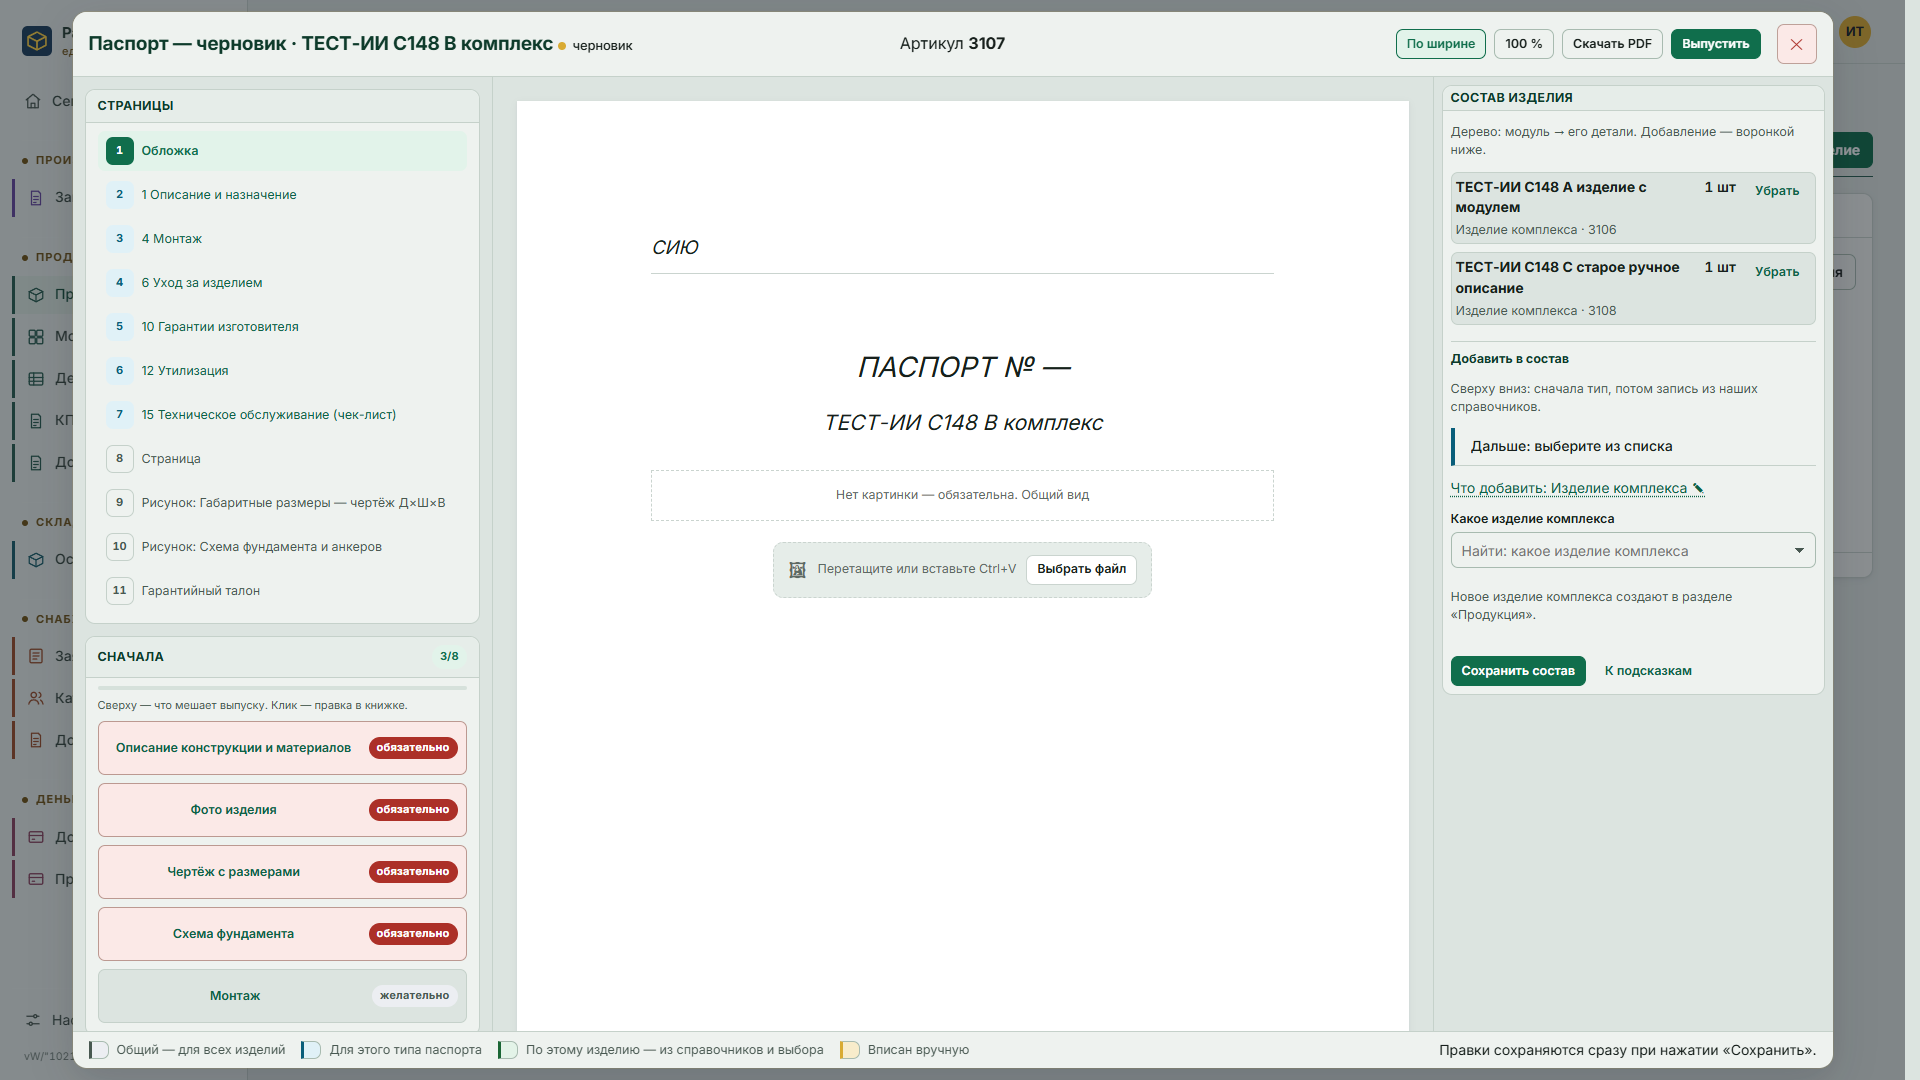 Паспорт — черновик · ТЕСТ-ИИ С148 В комплекс
черновик
Артикул 3107
По ширине
100 %
Скачать PDF
Выпустить
ИТ
СТРАНИЦЫ
1 Обложка
2 1 Описание и назначение
3 4 Монтаж
4 6 Уход за изделием
5 10 Гарантии изготовителя
6 12 Утилизация
7 15 Техническое обслуживание (чек-лист)
8 Страница
9 Рисунок: Габаритные размеры — чертёж Д×Ш×В
10 Рисунок: Схема фундамента и анкеров
11 Гарантийный талон
СНАЧАЛА
3/8
Сверху — что мешает выпуску. Клик — правка в книжке.
Описание конструкции и материалов обязательно
Фото изделия обязательно
Чертёж с размерами обязательно
Схема фундамента обязательно
Монтаж желательно
СИЮ
ПАСПОРТ № —
ТЕСТ-ИИ С148 В комплекс
Нет картинки — обязательна. Общий вид
Перетащите или вставьте Ctrl+V
Выбрать файл
СОСТАВ ИЗДЕЛИЯ
Дерево: модуль → его детали. Добавление — воронкой
ниже.
ТЕСТ-ИИ С148 А изделие с
модулем
1 шт
Убрать
Изделие комплекса · 3106
ТЕСТ-ИИ С148 С старое ручное
описание
1 шт
Убрать
Изделие комплекса · 3108
Добавить в состав
Сверху вниз: сначала тип, потом запись из наших
справочников.
Дальше: выберите из списка
Что добавить: Изделие комплекса
Какое изделие комплекса
Найти: какое изделие комплекса
Новое изделие комплекса создают в разделе
«Продукция».
Сохранить состав
К подсказкам
Общий — для всех изделий
Для этого типа паспорта
По этому изделию — из справочников и выбора
Вписан вручную
Правки сохраняются сразу при нажатии «Сохранить».